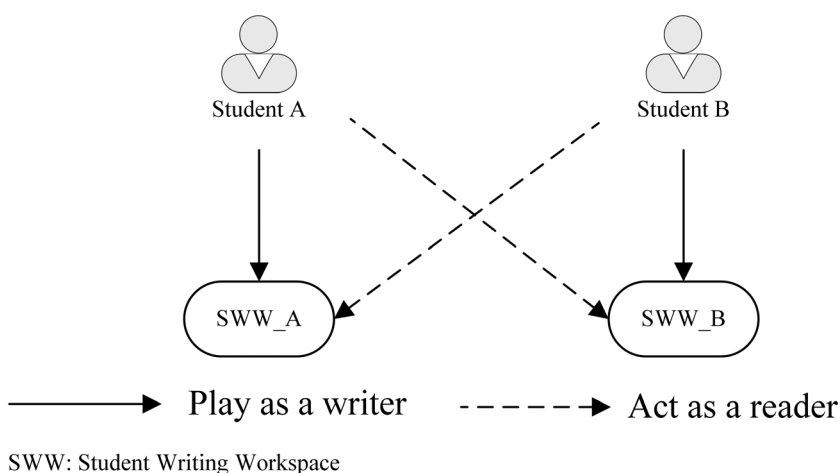 Student A
Student B
SWW_A
SWW_B
Play as a writer
Act as a reader
SWW: Student Writing Workspace